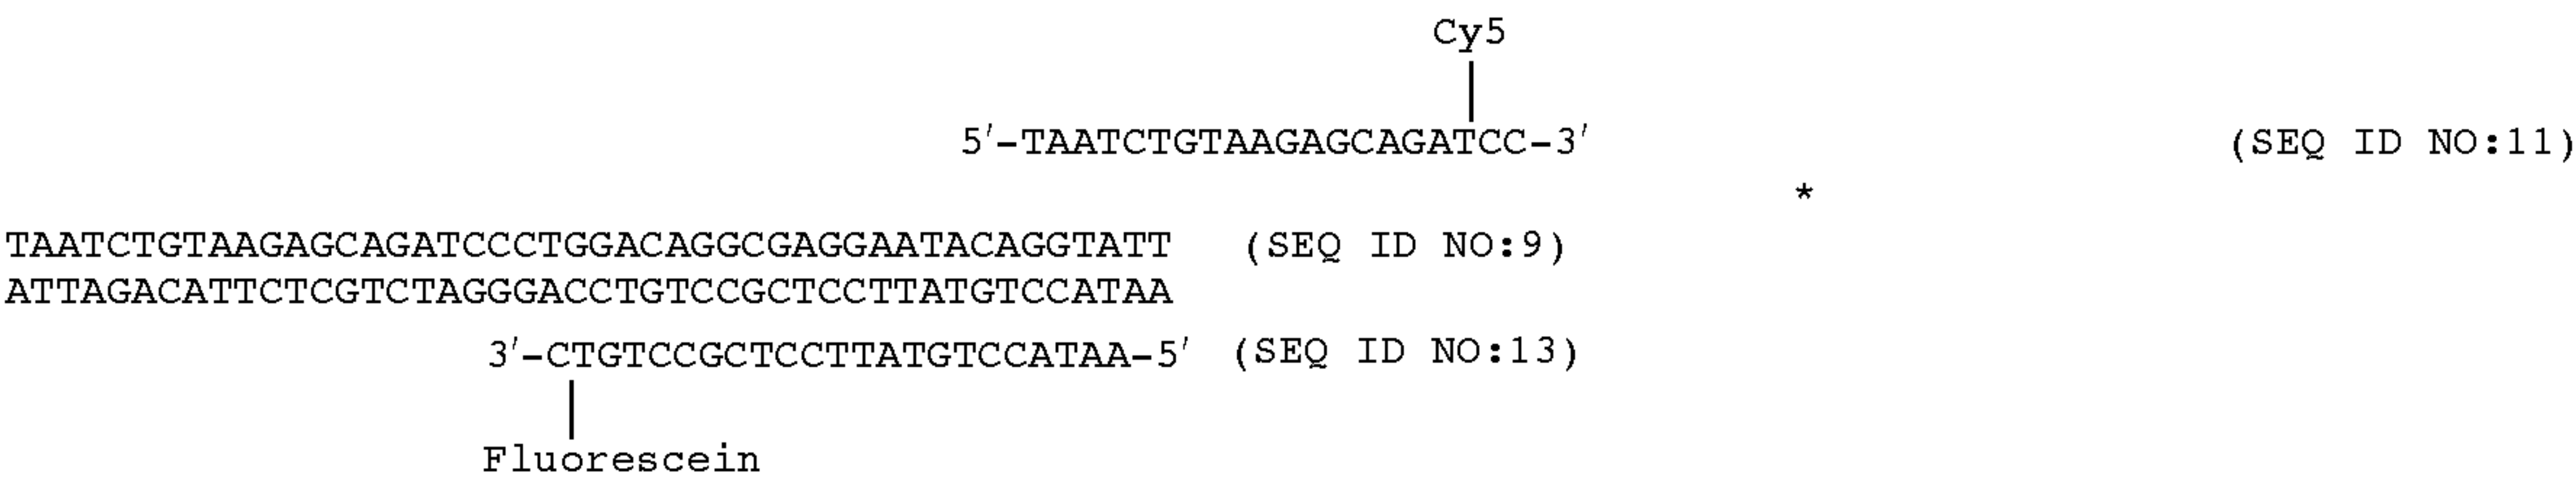 Cy5
5'-TAATCTGTAAGAGCAGATCC-3' (SEQ ID NO:11)
*
TAATCTGTAAGAGCAGATCCCTGGACAGGCGAGGAATACAGGTATT (SEQ ID NO:9)
ATTAGACATTCTCGTCTAGGGACCTGTCCGCTCCTTATGTCCATAA
3'-CTGTCCGCTCCTTATGTCCATAA-5' (SEQ ID NO:13)
Fluorescein